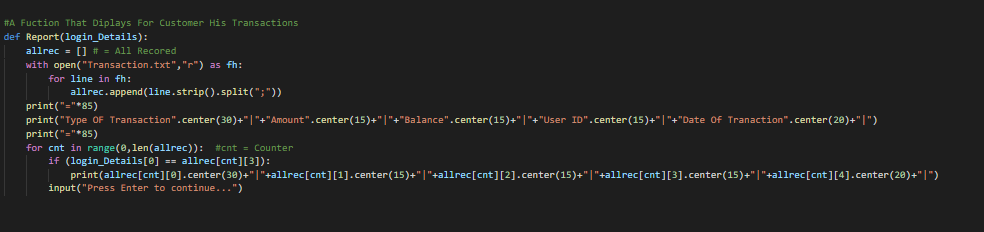 #A Fuction That Diplays For Customer His Transactions
def Report(login_Details):
    allrec = [] # = All Recored
    with open("Transaction.txt","r") as fh:
        for line in fh:
            allrec.append(line.strip().split(";"))
    print("="*85)
    print("Type OF Transaction".center(30)+"|"+"Amount".center(15)+"|"+"Balance".center(15)+"|"+"User ID".center(15)+"|"+"Date Of Tranaction".center(20)+"|")
    print("="*85)
    for cnt in range(0,len(allrec)):  #cnt = Counter
        if (login_Details[0] == allrec[cnt][3]):
            print(allrec[cnt][0].center(30)+"|"+allrec[cnt][1].center(15)+"|"+allrec[cnt][2].center(15)+"|"+allrec[cnt][3].center(15)+"|"+allrec[cnt][4].center(20)+"|")
        input("Press Enter to continue...")